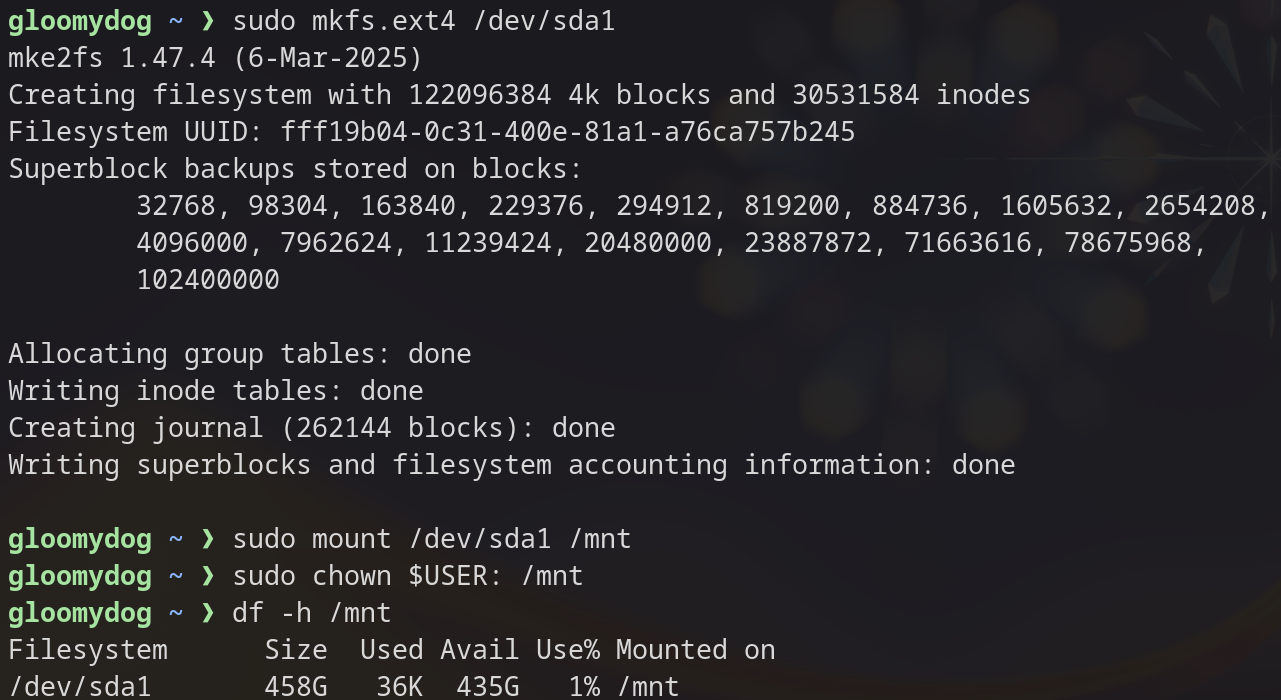 gloomydog ~ ❯ sudo mkfs.ext4 /dev/sda1
mke2fs 1.47.4 (6-Mar-2025)
Creating filesystem with 122096384 4k blocks and 30531584 inodes
Filesystem UUID: fff19b04-0c31-400e-81a1-a76ca757b245
Superblock backups stored on blocks:
        32768, 98304, 163840, 229376, 294912, 819200, 884736, 1605632, 2654208,
        4096000, 7962624, 11239424, 20480000, 23887872, 71663616, 78675968,
        102400000

Allocating group tables: done
Writing inode tables: done
Creating journal (262144 blocks): done
Writing superblocks and filesystem accounting information: done

gloomydog ~ ❯ sudo mount /dev/sda1 /mnt
gloomydog ~ ❯ sudo chown $USER: /mnt
gloomydog ~ ❯ df -h /mnt
Filesystem      Size  Used Avail Use% Mounted on
/dev/sda1       458G   36K  435G   1% /mnt